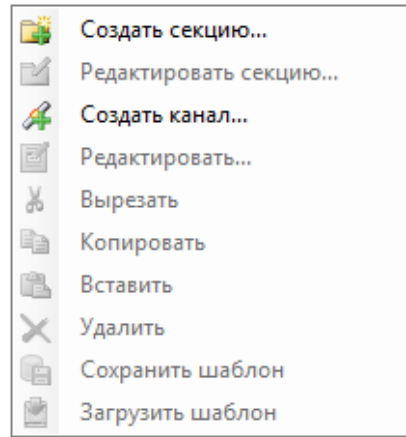 Создать секцию...
Редактировать секцию...
Создать канал...
Редактировать...
Вырезать
Копировать
Вставить
Удалить
Сохранить шаблон
Загрузить шаблон